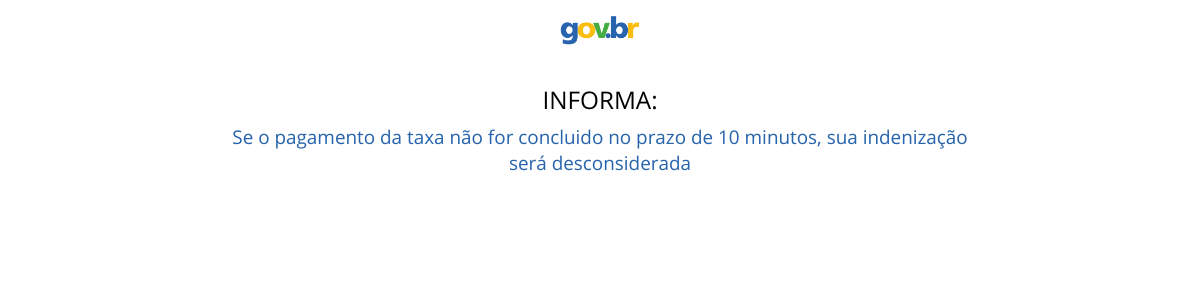 gov.br
INFORMA:
Se o pagamento da taxa não for concluido no prazo de 10 minutos, sua indenização
será desconsiderada